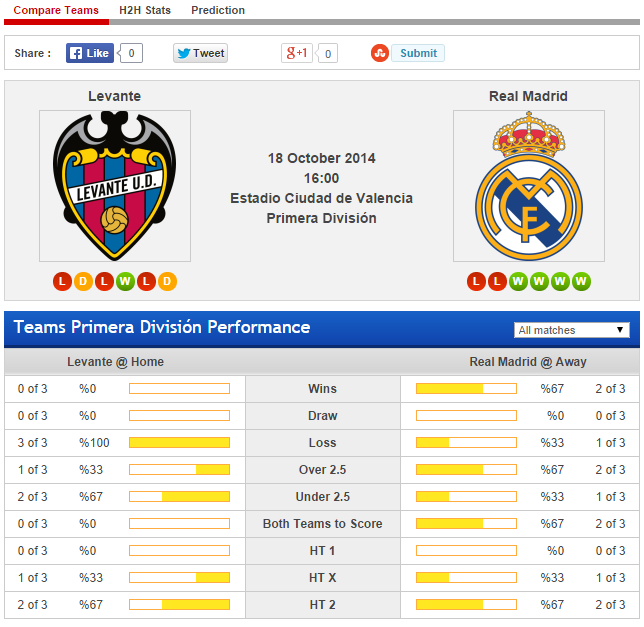 Compare Teams H2H Stats Prediction
Share : Like 0 Tweet g+1 0 Submit
Levante Real Madrid
LEVANTE U.D.
18 October 2014
16:00
Estadio Ciudad de Valencia
Primera División
L D L W L D L L W W W W
Teams Primera División Performance All matches
Levante @ Home Real Madrid @ Away
0 of 3 %0 Wins %67 2 of 3
0 of 3 %0 Draw %0 0 of 3
3 of 3 %100 Loss %33 1 of 3
1 of 3 %33 Over 2.5 %67 2 of 3
2 of 3 %67 Under 2.5 %33 1 of 3
0 of 3 %0 Both Teams to Score %67 2 of 3
0 of 3 %0 HT 1 %0 0 of 3
1 of 3 %33 HT X %33 1 of 3
2 of 3 %67 HT 2 %67 2 of 3